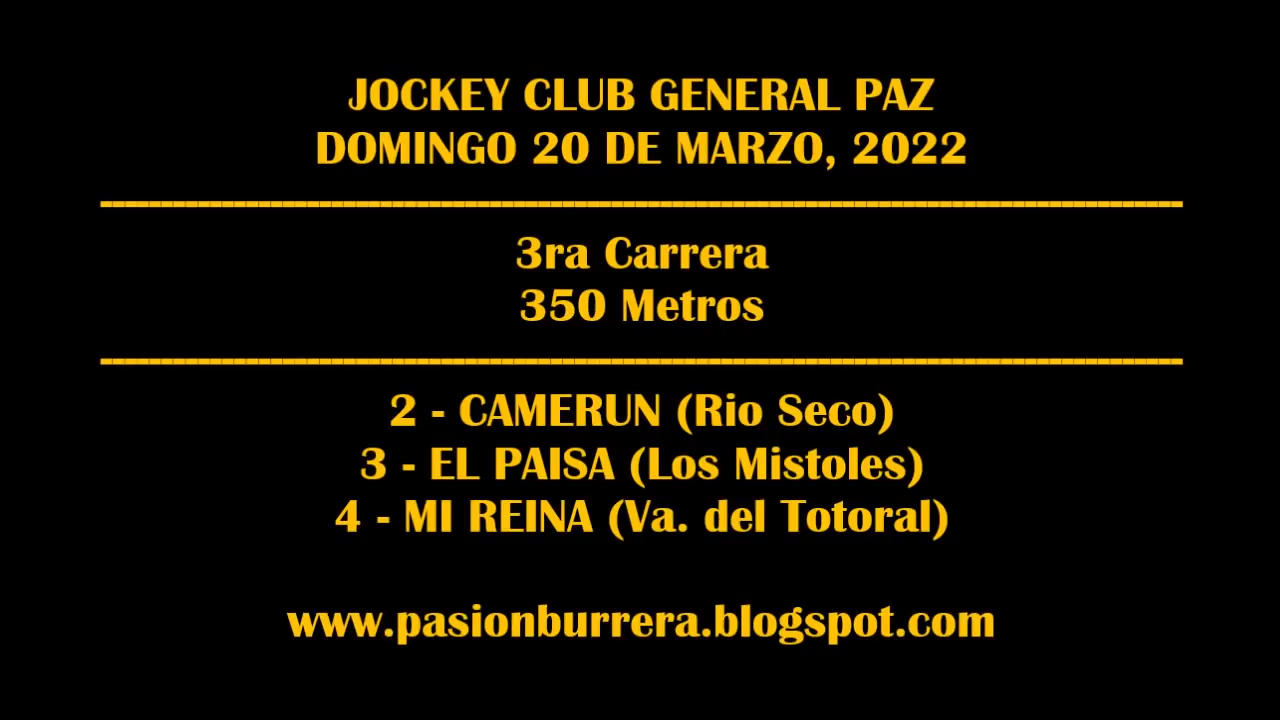 JOCKEY CLUB GENERAL PAZ
DOMINGO 20 DE MARZO, 2022
3ra Carrera
350 Metros
2 - CAMERUN (Rio Seco)
3 - EL PAISA (Los Mistoles)
4 - MI REINA (Va. del Totoral)
www.pasionburrera.blogspot.com